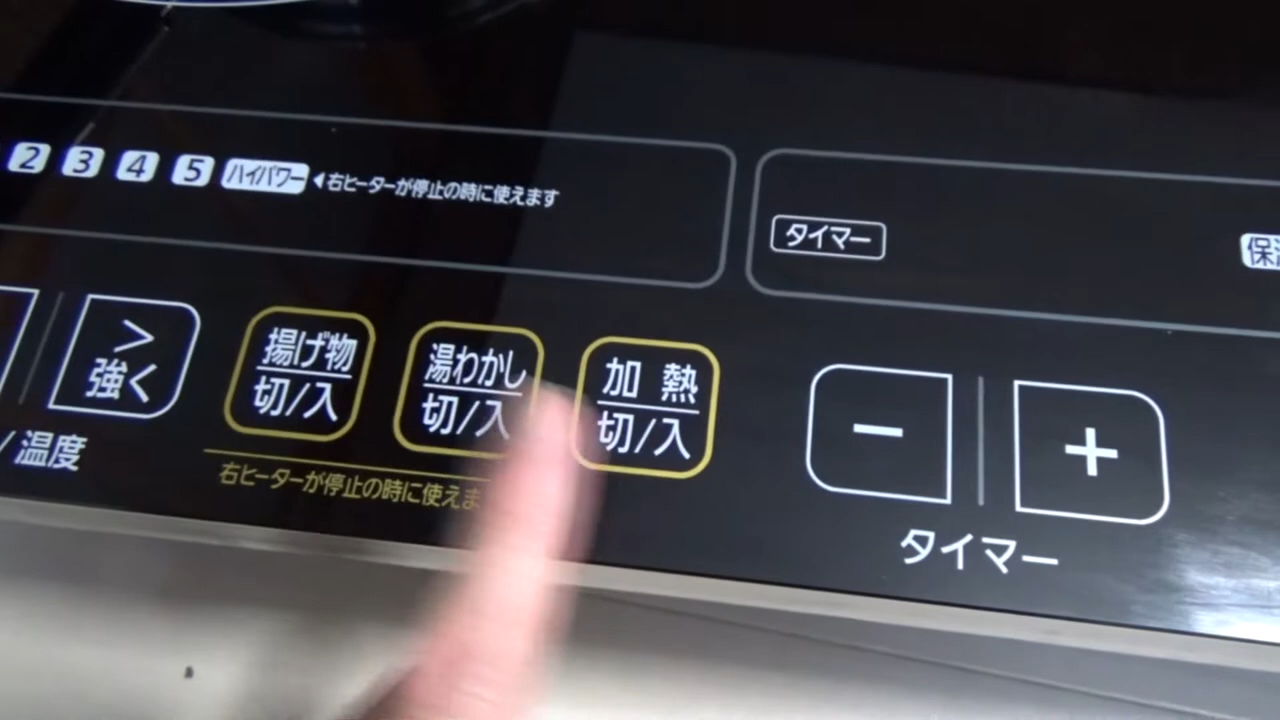 2 3 4 5 ハイパワー ◀右ヒーターが停止の時に使えます
タイマー
>
強く
/温度
揚げ物
切/入
湯わかし
切/入
右ヒーターが停止の時に使えま
加熱
切/入
− +
タイマー